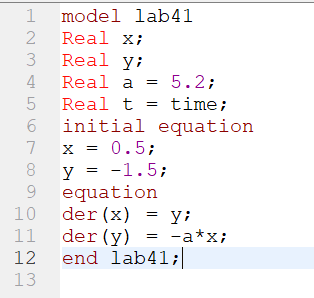 1 model lab41
2 Real x;
3 Real y;
4 Real a = 5.2;
5 Real t = time;
6 initial equation
7 x = 0.5;
8 y = -1.5;
9 equation
10 der(x) = y;
11 der(y) = -a*x;
12 end lab41;
13